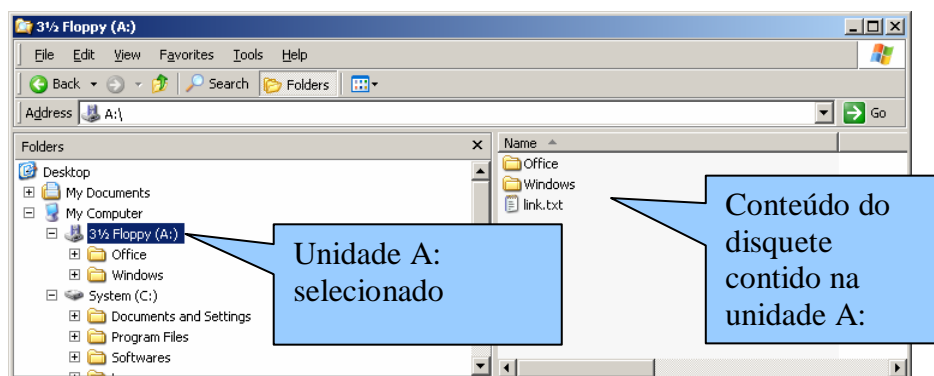 3½ Floppy (A:)
File Edit View Favorites Tools Help
Back Search Folders
Address A:\ Go
Folders
Desktop
My Documents
My Computer
3½ Floppy (A:)
Office
Windows
System (C:)
Documents and Settings
Program Files
Softwares
Name
Office
Windows
link.txt
Unidade A:
selecionado
Conteúdo do
disquete
contido na
unidade A: